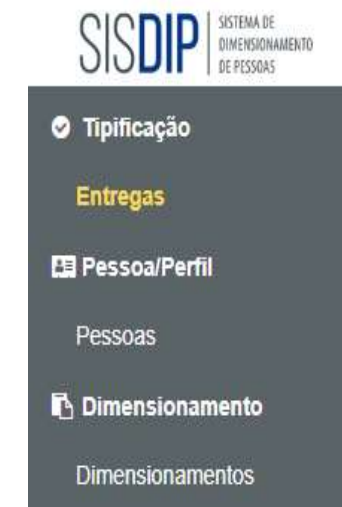 SISDIP
SISTEMA DE
DIMENSIONAMENTO
DE PESSOAS
Tipificação
Entregas
Pessoa/Perfil
Pessoas
Dimensionamento
Dimensionamentos